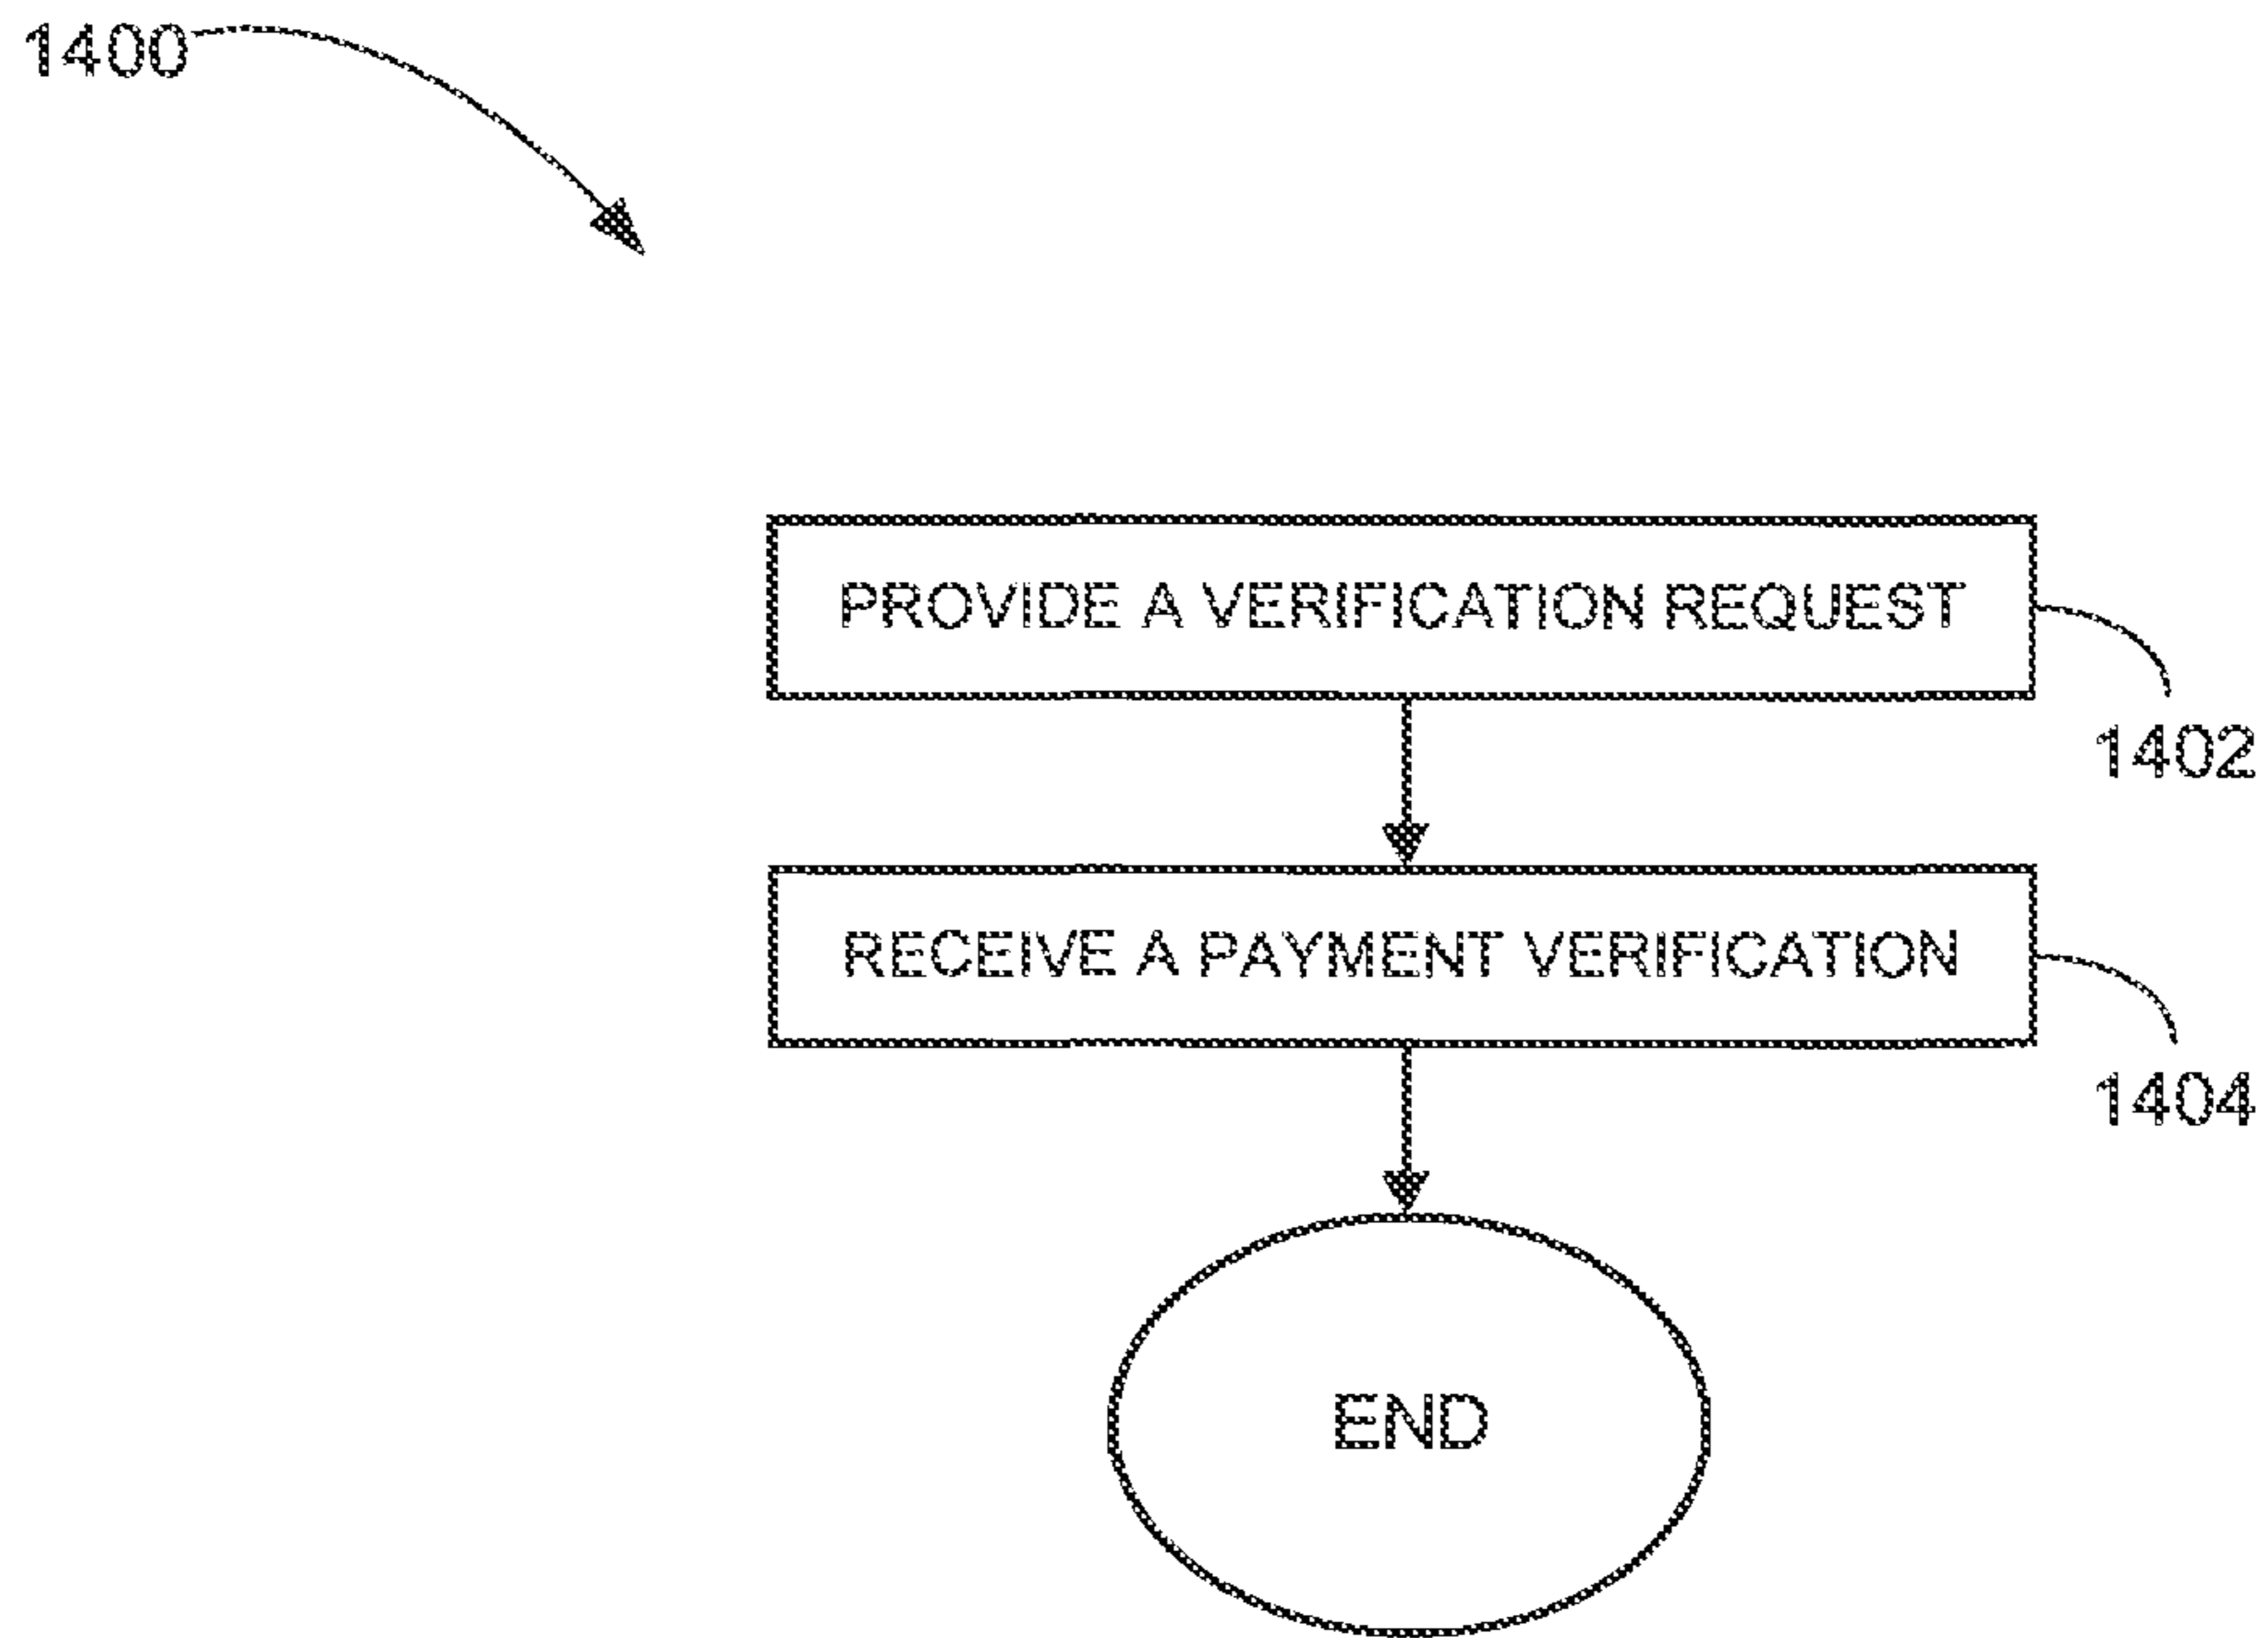 1400
PROVIDE A VERIFICATION REQUEST
1402
RECEIVE A PAYMENT VERIFICATION
1404
END